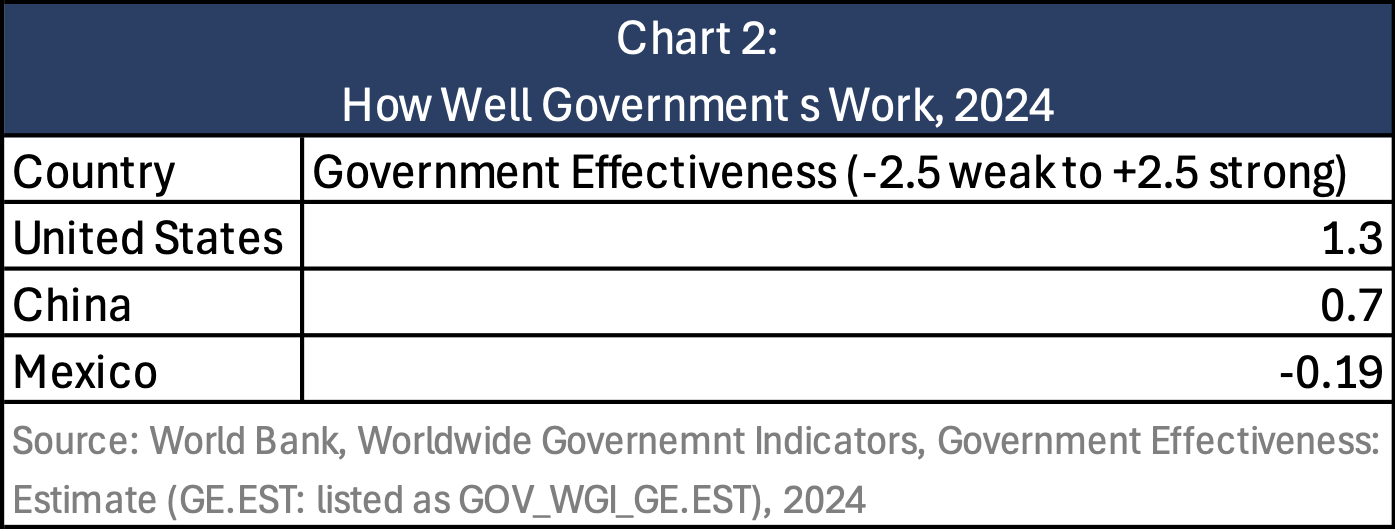 Chart 2:
How Well Government s Work, 2024
Country Government Effectiveness (-2.5 weak to +2.5 strong)
United States 1.3
China 0.7
Mexico -0.19
Source: World Bank, Worldwide Governemnt Indicators, Government Effectiveness:
Estimate (GE.EST: listed as GOV_WGI_GE.EST), 2024